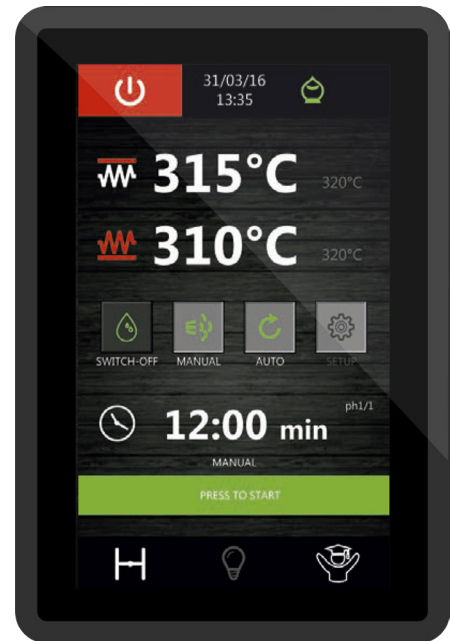 31/03/16
13:35
315°C 320°C
310°C 320°C
SWITCH-OFF MANUAL AUTO SETUP
12:00 min ph1/1
MANUAL
PRESS TO START